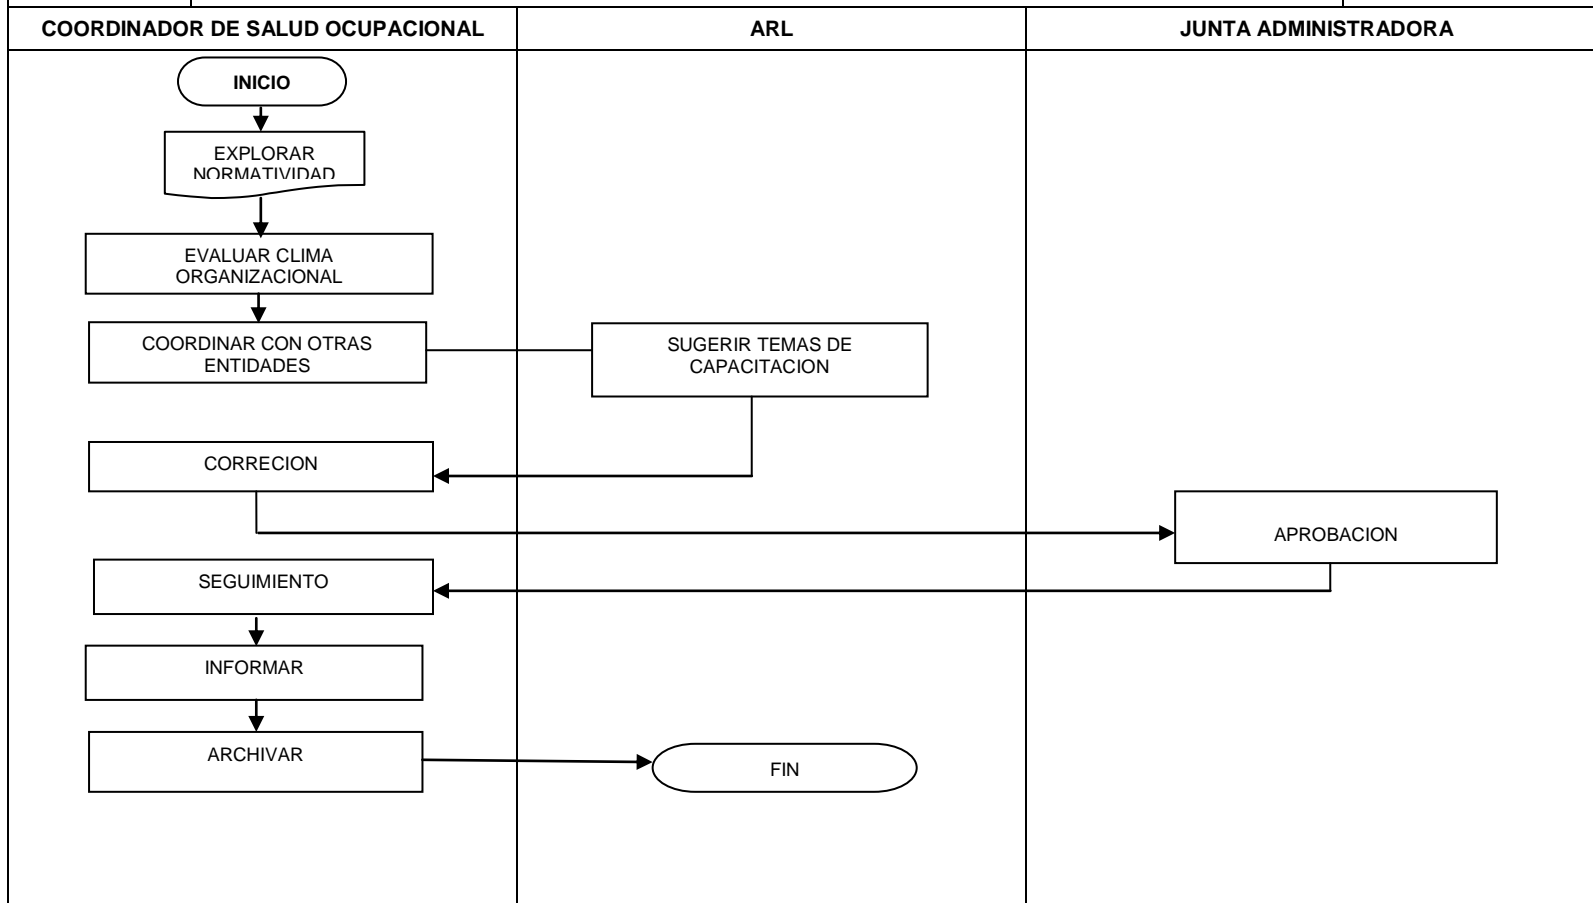 COORDINADOR DE SALUD OCUPACIONAL
ARL
JUNTA ADMINISTRADORA
INICIO
EXPLORAR
NORMATIVIDAD
EVALUAR CLIMA
ORGANIZACIONAL
COORDINAR CON OTRAS
ENTIDADES
SUGERIR TEMAS DE
CAPACITACION
CORRECION
APROBACION
SEGUIMIENTO
INFORMAR
ARCHIVAR
FIN